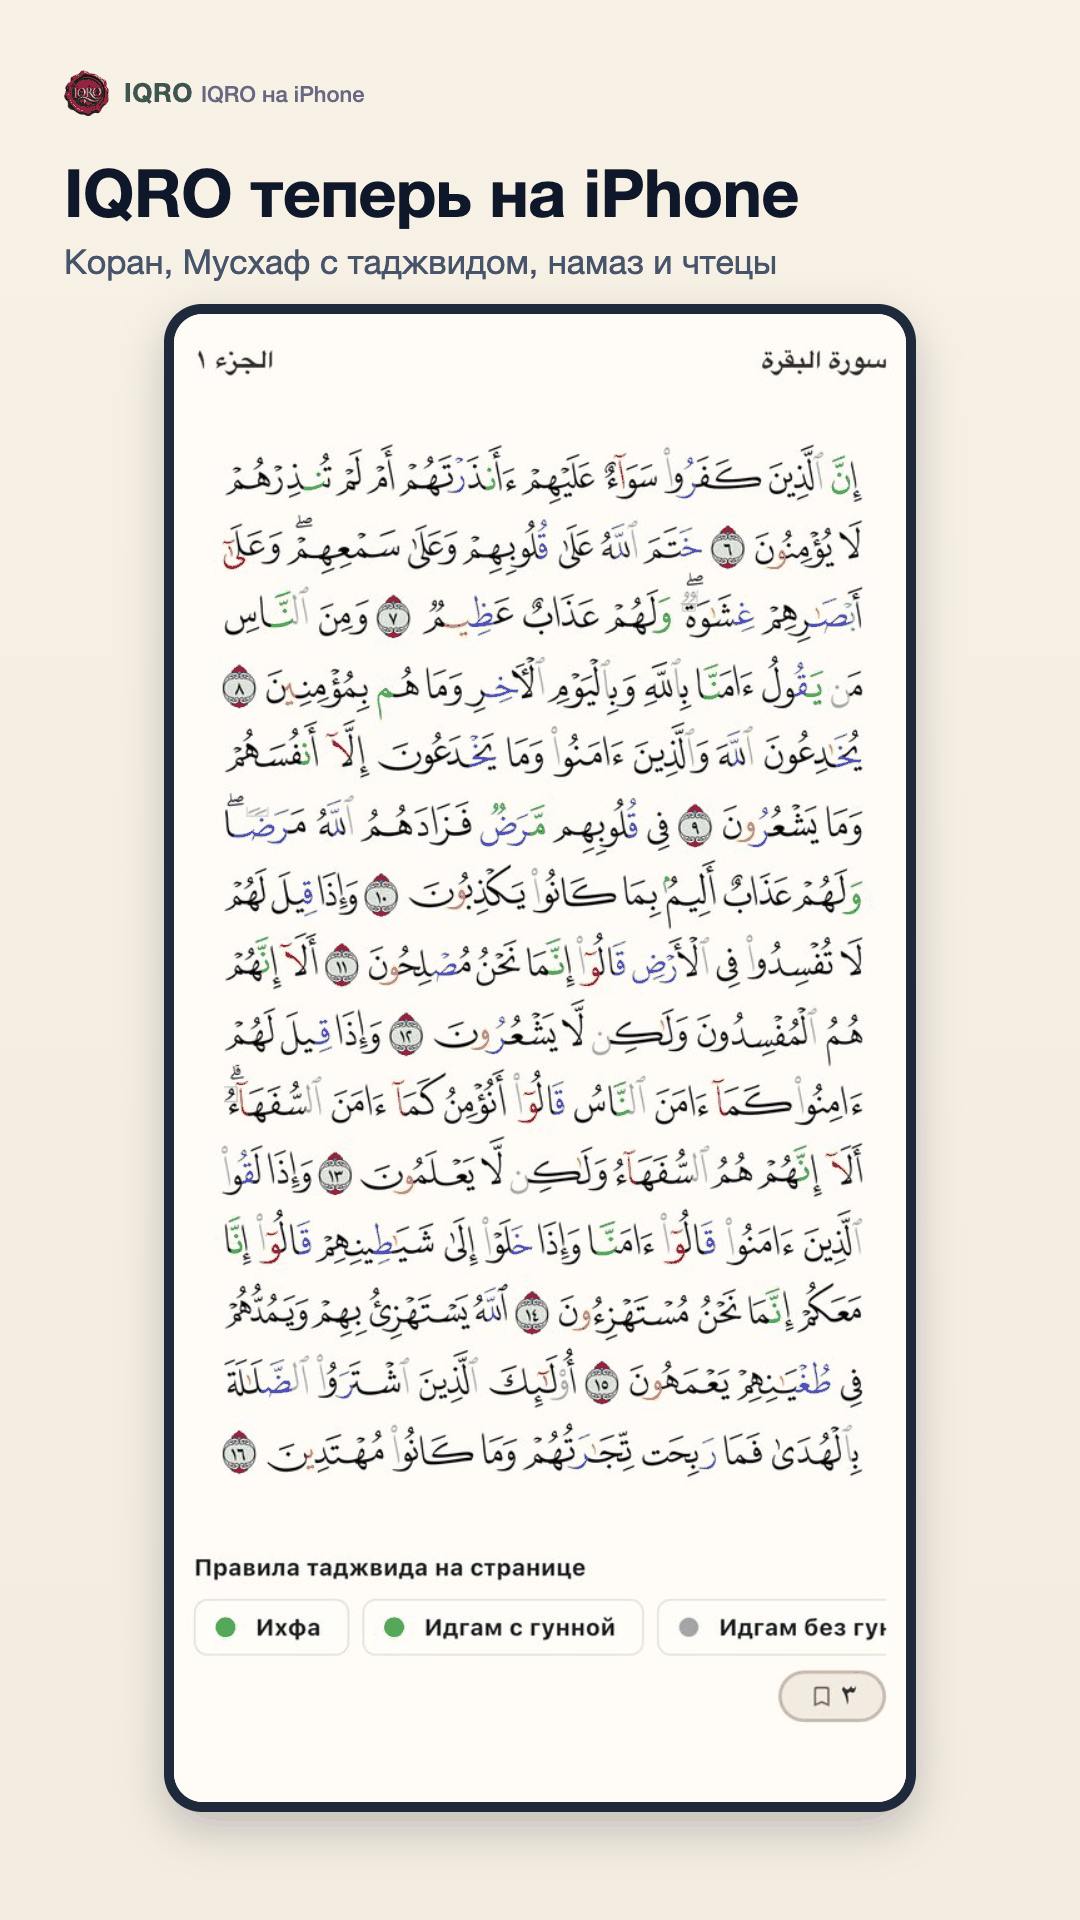 IQRO IQRO на iPhone
IQRO теперь на iPhone
Коран, Мусхаф с таджвидом, намаз и чтецы
سورة البقرة الجزء ١
إِنَّ ٱلَّذِينَ كَفَرُوا۟ سَوَآءٌ عَلَيْهِمْ ءَأَنذَرْتَهُمْ أَمْ لَمْ تُنذِرْهُمْ
لَا يُؤْمِنُونَ ٦ خَتَمَ ٱللَّهُ عَلَىٰ قُلُوبِهِمْ وَعَلَىٰ سَمْعِهِمْ ۖ وَعَلَىٰٓ
أَبْصَـٰرِهِمْ غِشَـٰوَةٌ ۖ وَلَهُمْ عَذَابٌ عَظِيمٌ ٧ وَمِنَ ٱلنَّاسِ
مَن يَقُولُ ءَامَنَّا بِٱللَّهِ وَبِٱلْيَوْمِ ٱلْـَٔاخِرِ وَمَا هُم بِمُؤْمِنِينَ ٨
يُخَـٰدِعُونَ ٱللَّهَ وَٱلَّذِينَ ءَامَنُوا۟ وَمَا يَخْدَعُونَ إِلَّآ أَنفُسَهُمْ
وَمَا يَشْعُرُونَ ٩ فِى قُلُوبِهِم مَّرَضٌ فَزَادَهُمُ ٱللَّهُ مَرَضًا ۖ
وَلَهُمْ عَذَابٌ أَلِيمٌۢ بِمَا كَانُوا۟ يَكْذِبُونَ ١٠ وَإِذَا قِيلَ لَهُمْ
لَا تُفْسِدُوا۟ فِى ٱلْأَرْضِ قَالُوٓا۟ إِنَّمَا نَحْنُ مُصْلِحُونَ ١١ أَلَآ إِنَّهُمْ
هُمُ ٱلْمُفْسِدُونَ وَلَـٰكِن لَّا يَشْعُرُونَ ١٢ وَإِذَا قِيلَ لَهُمْ
ءَامِنُوا۟ كَمَآ ءَامَنَ ٱلنَّاسُ قَالُوٓا۟ أَنُؤْمِنُ كَمَآ ءَامَنَ ٱلسُّفَهَآءُ ۗ
أَلَآ إِنَّهُمْ هُمُ ٱلسُّفَهَآءُ وَلَـٰكِن لَّا يَعْلَمُونَ ١٣ وَإِذَا لَقُوا۟
ٱلَّذِينَ ءَامَنُوا۟ قَالُوٓا۟ ءَامَنَّا وَإِذَا خَلَوْا۟ إِلَىٰ شَيَـٰطِينِهِمْ قَالُوٓا۟ إِنَّا
مَعَكُمْ إِنَّمَا نَحْنُ مُسْتَهْزِءُونَ ١٤ ٱللَّهُ يَسْتَهْزِئُ بِهِمْ وَيَمُدُّهُمْ
فِى طُغْيَـٰنِهِمْ يَعْمَهُونَ ١٥ أُو۟لَـٰٓئِكَ ٱلَّذِينَ ٱشْتَرَوُا۟ ٱلضَّلَـٰلَةَ
بِٱلْهُدَىٰ فَمَا رَبِحَت تِّجَـٰرَتُهُمْ وَمَا كَانُوا۟ مُهْتَدِينَ ١٦
Правила таджвида на странице
Ихфа Идгам с гунной Идгам без гун
٣